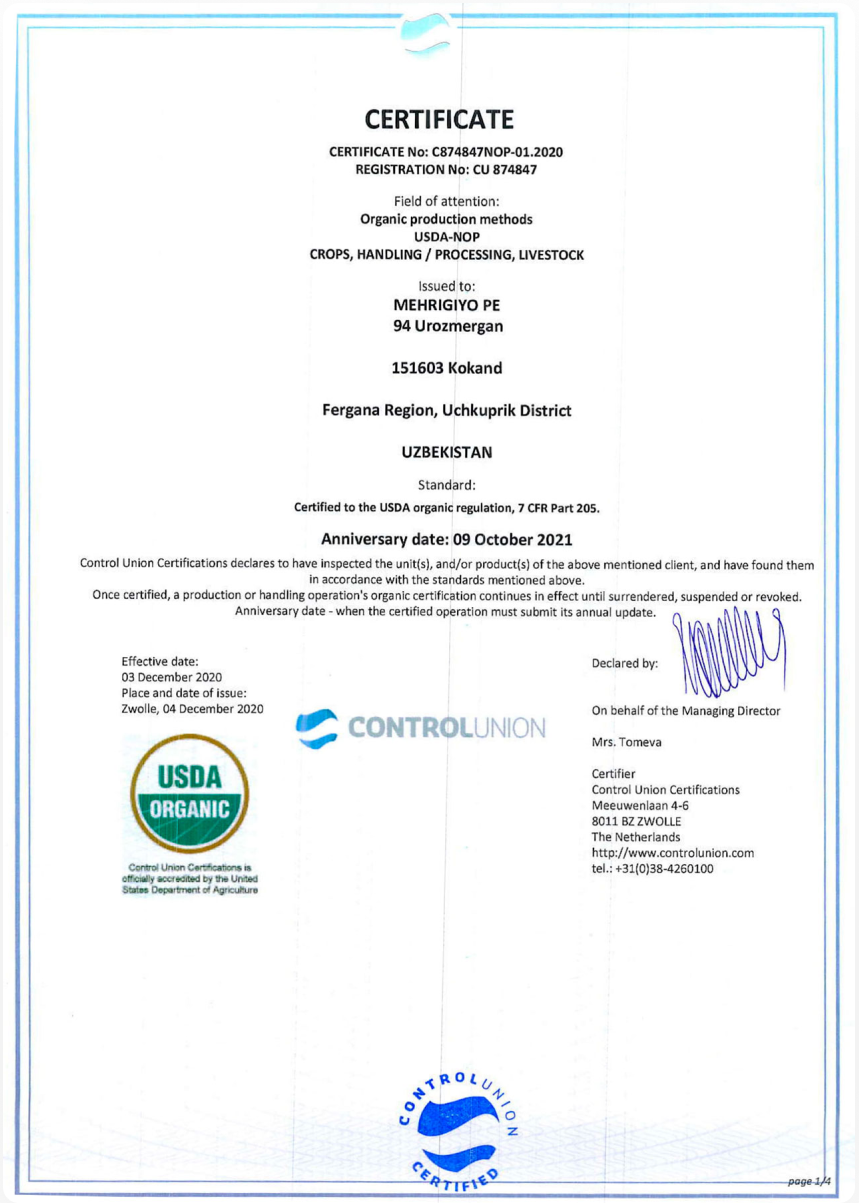 CERTIFICATE
CERTIFICATE No: C874847NOP-01.2020
REGISTRATION No: CU 874847
Field of attention:
Organic production methods
USDA-NOP
CROPS, HANDLING / PROCESSING, LIVESTOCK
Issued to:
MEHRIGIYO PE
94 Urozmergan
151603 Kokand
Fergana Region, Uchkuprik District
UZBEKISTAN
Standard:
Certified to the USDA organic regulation, 7 CFR Part 205.
Anniversary date: 09 October 2021
Control Union Certifications declares to have inspected the unit(s), and/or product(s) of the above mentioned client, and have found them
in accordance with the standards mentioned above.
Once certified, a production or handling operation's organic certification continues in effect until surrendered, suspended or revoked.
Anniversary date - when the certified operation must submit its annual update.
Effective date:
03 December 2020
Place and date of issue:
Zwolle, 04 December 2020
USDA
ORGANIC
Control Union Certifications is
officially accredited by the United
States Department of Agriculture
CONTROLUNION
Declared by:
On behalf of the Managing Director
Mrs. Tomeva
Certifier
Control Union Certifications
Meeuwenlaan 4-6
8011 BZ ZWOLLE
The Netherlands
http://www.controlunion.com
tel.: +31(0)38-4260100
CONTROLUNION
CERTIFIED
page 1/4